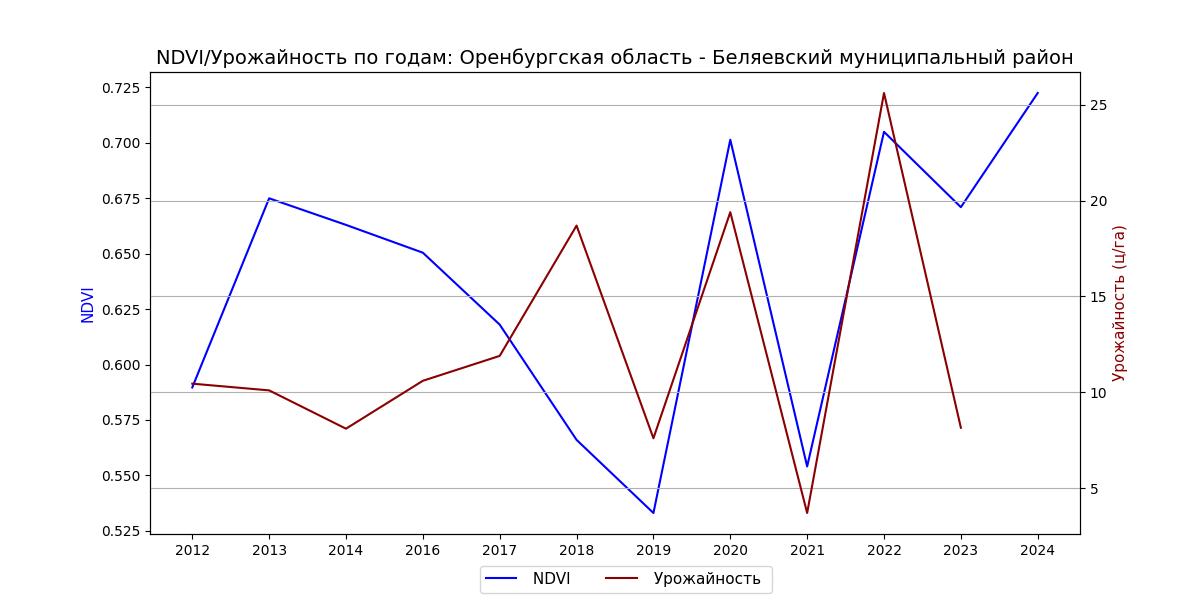 NDVI/Урожайность по годам: Оренбургская область - Беляевский муниципальный район
0.725
0.700
0.675
0.650
0.625
0.600
0.575
0.550
0.525
NDVI
25
20
15
10
5
Урожайность (ц/га)
2012 2013 2014 2016 2017 2018 2019 2020 2021 2022 2023 2024
NDVI Урожайность